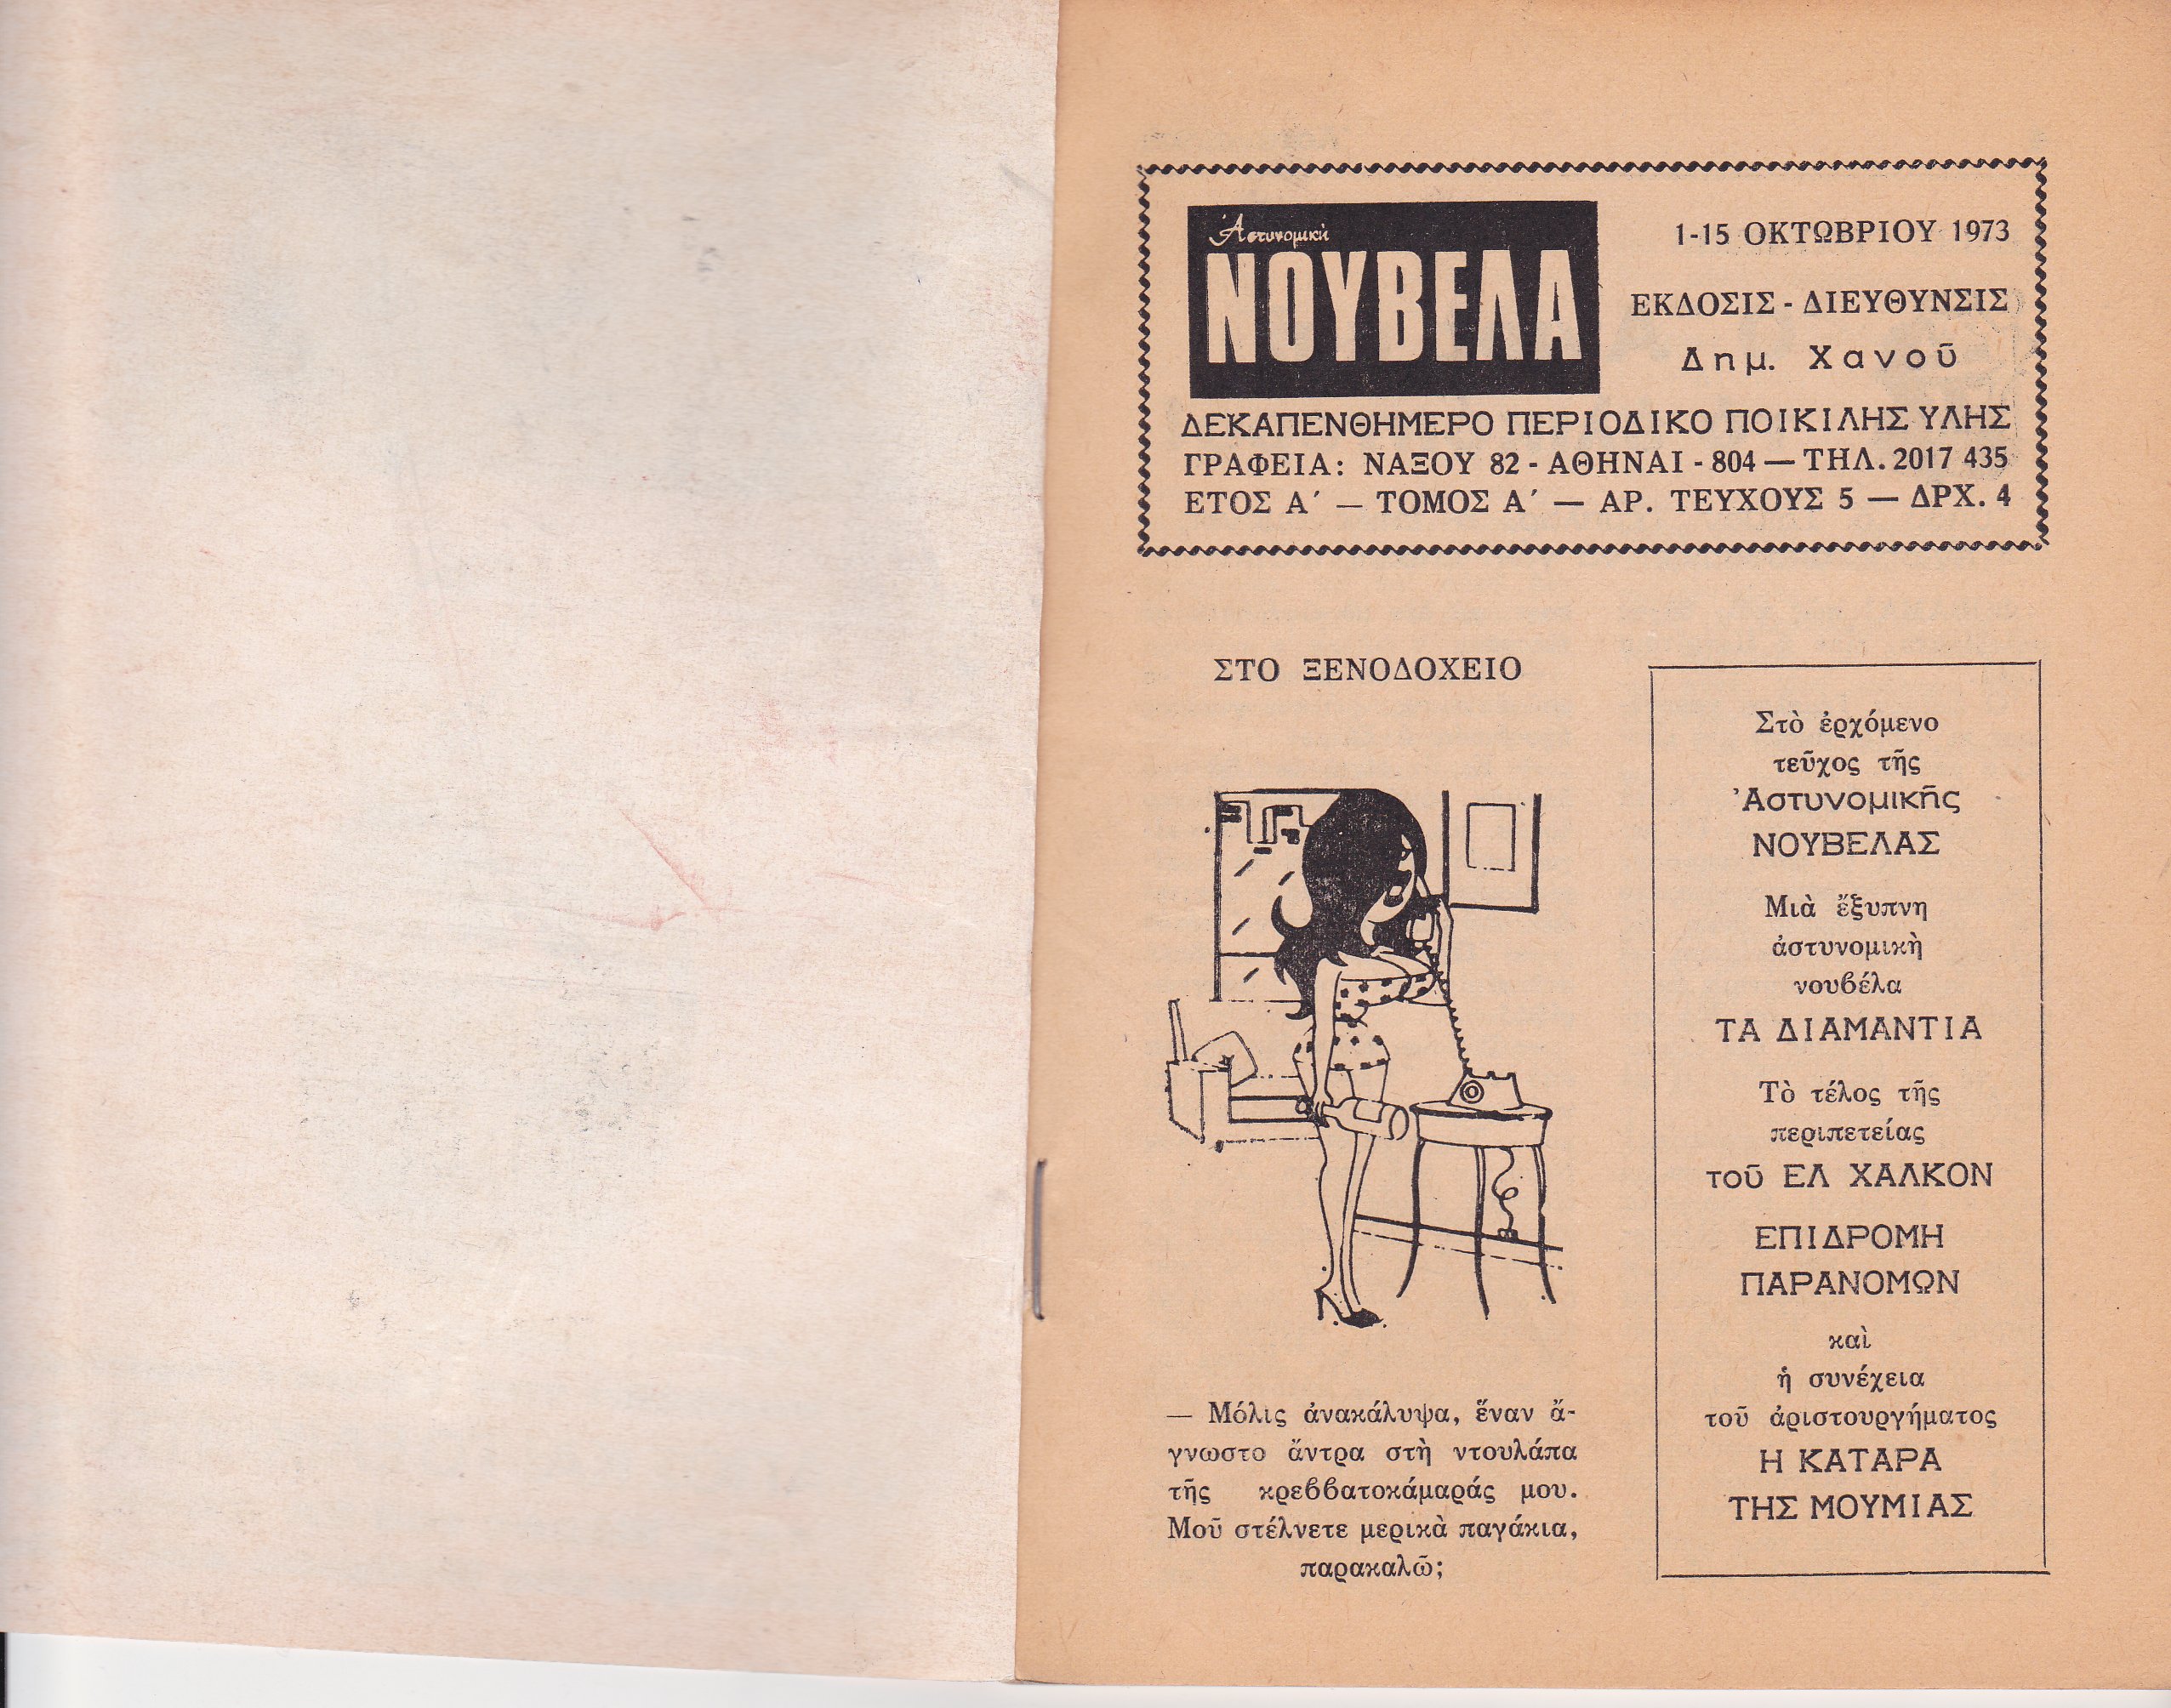 Ἀστυνομική
ΝΟΥΒΕΛΑ
1-15 ΟΚΤΩΒΡΙΟΥ 1973
ΕΚΔΟΣΙΣ - ΔΙΕΥΘΥΝΣΙΣ
Δημ. Χανοῦ
ΔΕΚΑΠΕΝΘΗΜΕΡΟ ΠΕΡΙΟΔΙΚΟ ΠΟΙΚΙΛΗΣ ΥΛΗΣ
ΓΡΑΦΕΙΑ: ΝΑΞΟΥ 82 - ΑΘΗΝΑΙ - 804 — ΤΗΛ. 2017 435
ΕΤΟΣ Α΄ — ΤΟΜΟΣ Α΄ — ΑΡ. ΤΕΥΧΟΥΣ 5 — ΔΡΧ. 4
ΣΤΟ ΞΕΝΟΔΟΧΕΙΟ
— Μόλις ἀνακάλυψα, ἕναν ἄ-
γνωστο ἄντρα στὴ ντουλάπα
τῆς κρεββατοκάμαράς μου.
Μοῦ στέλνετε μερικὰ παγάκια,
παρακαλῶ;
Στὸ ἐρχόμενο
τεῦχος τῆς
Ἀστυνομικῆς
ΝΟΥΒΕΛΑΣ
Μιὰ ἔξυπνη
ἀστυνομικὴ
νουβέλα
ΤΑ ΔΙΑΜΑΝΤΙΑ
Τὸ τέλος τῆς
περιπετείας
τοῦ ΕΛ ΧΑΛΚΟΝ
ΕΠΙΔΡΟΜΗ
ΠΑΡΑΝΟΜΩΝ
καὶ
ἡ συνέχεια
τοῦ ἀριστουργήματος
Η ΚΑΤΑΡΑ
ΤΗΣ ΜΟΥΜΙΑΣ